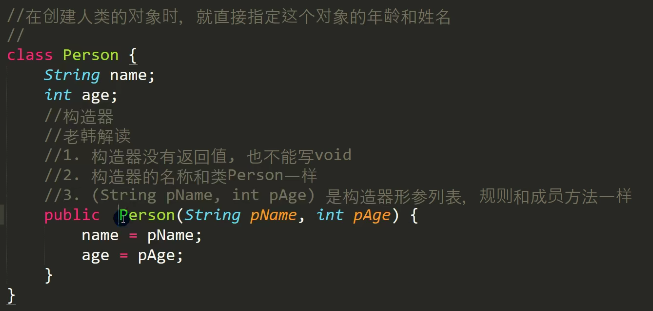 //在创建人类的对象时，就直接指定这个对象的年龄和姓名
//
class Person {
    String name;
    int age;
    //构造器
    //老韩解读
    //1. 构造器没有返回值, 也不能写void
    //2. 构造器的名称和类Person一样
    //3. (String pName, int pAge) 是构造器形参列表，规则和成员方法一样
    public  Person(String pName, int pAge) {
        name = pName;
        age = pAge;
    }
}